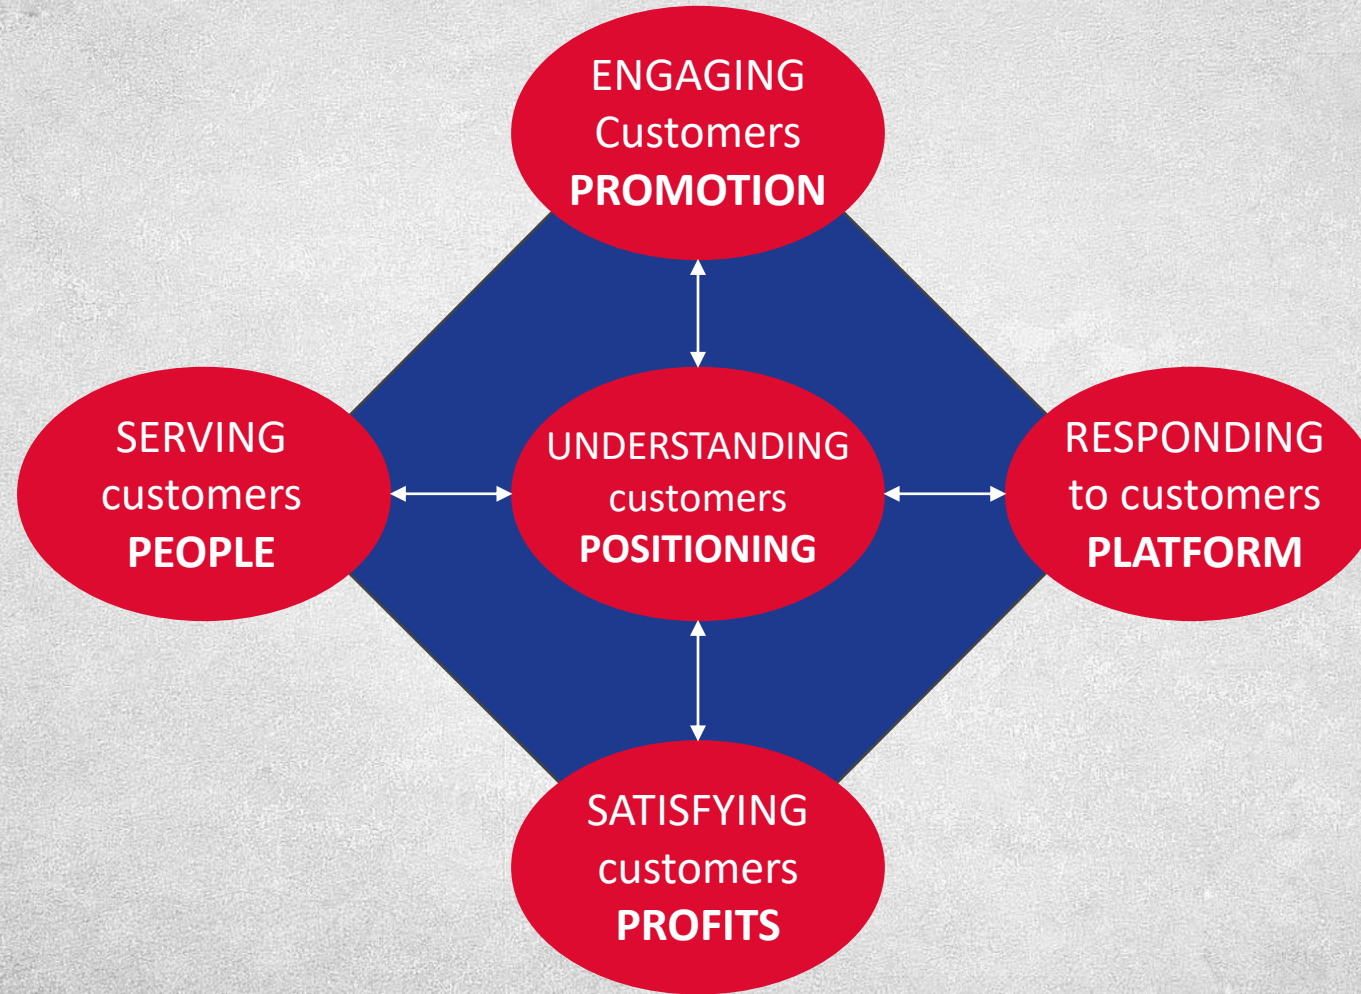 ENGAGING
Customers
PROMOTION
SERVING
customers
PEOPLE
UNDERSTANDING
customers
POSITIONING
RESPONDING
to customers
PLATFORM
SATISFYING
customers
PROFITS